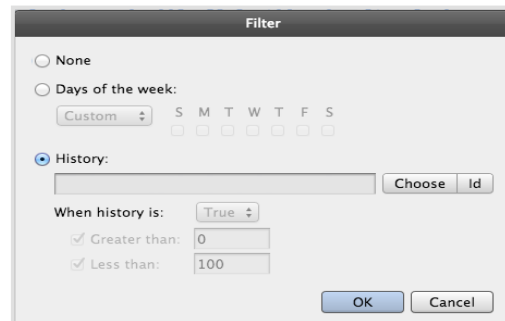 Filter
None
Days of the week:
Custom S M T W T F S
History:
Choose Id
When history is: True
Greater than: 0
Less than: 100
OK Cancel